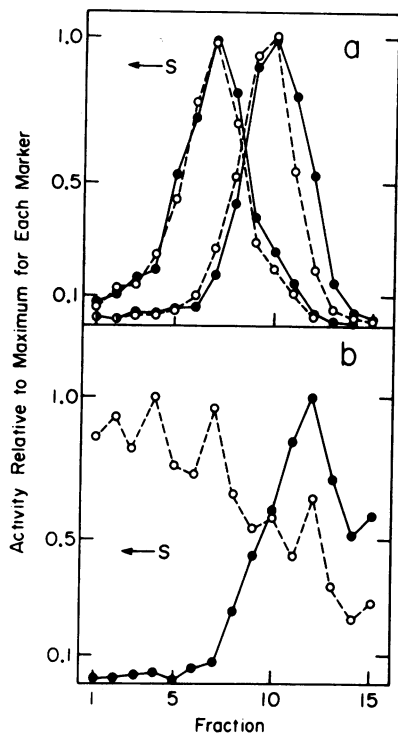 Activity Relative to Maximum for Each Marker
1.0
a
← S
0.5
0.1
1.0
b
0.5
← S
0.1
1 5 10 15
Fraction